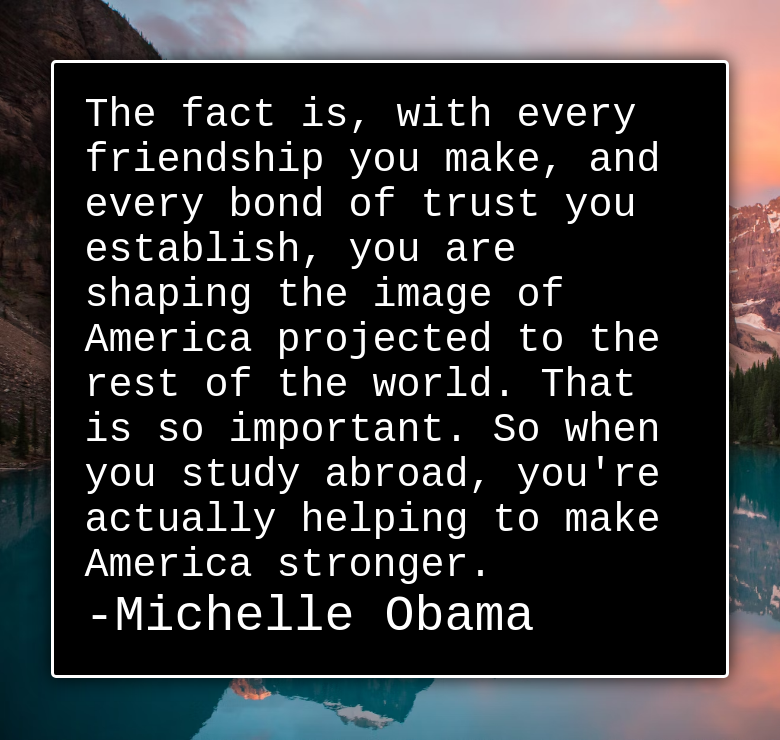 The fact is, with every
friendship you make, and
every bond of trust you
establish, you are
shaping the image of
America projected to the
rest of the world. That
is so important. So when
you study abroad, you're
actually helping to make
America stronger.
-Michelle Obama